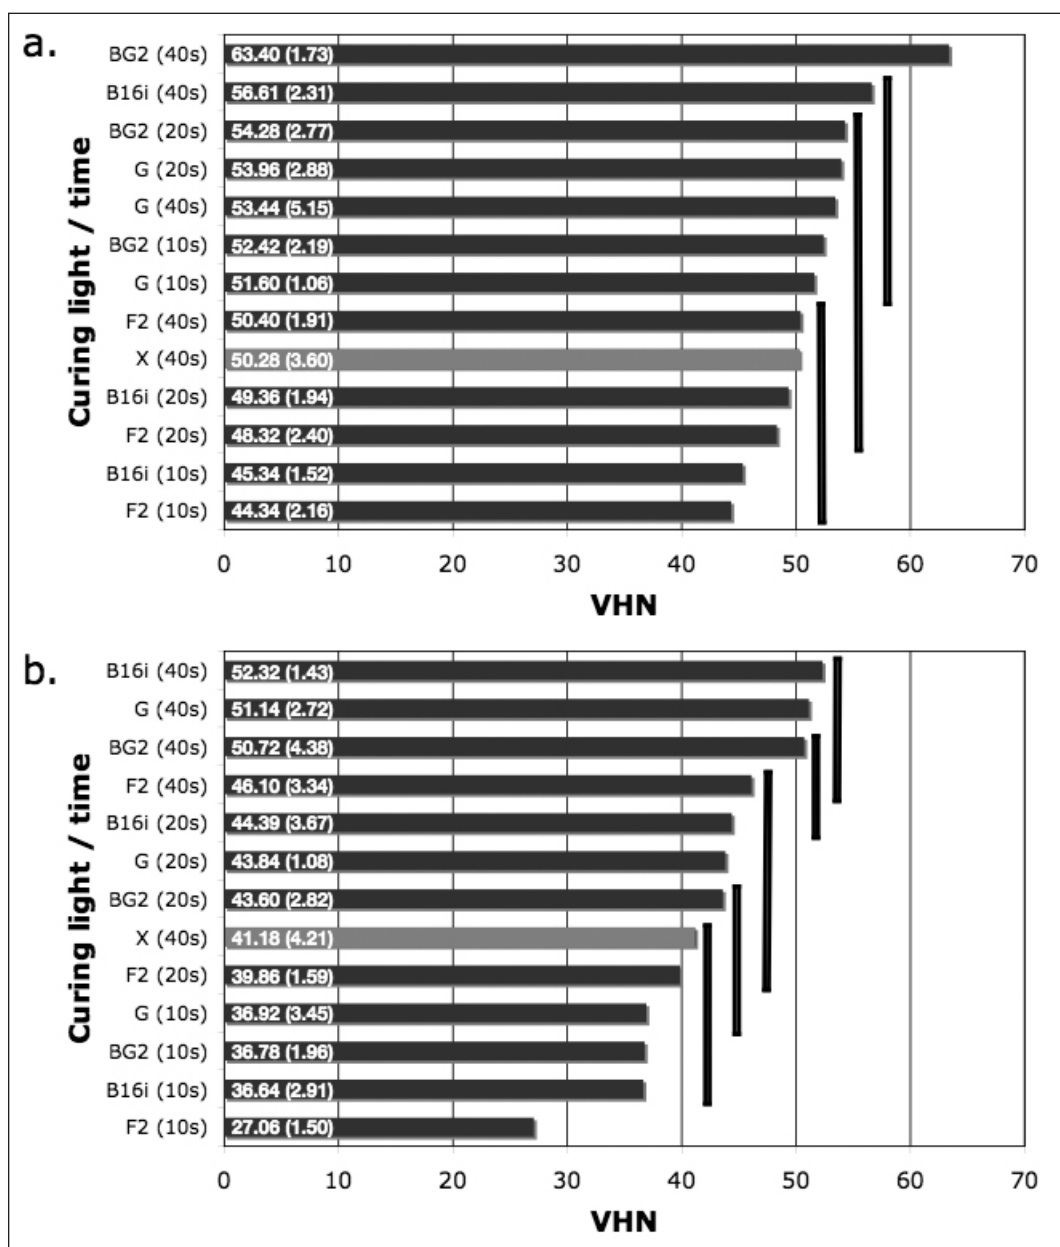 a.
Curing light / time
BG2 (40s) 63.40 (1.73)
B16i (40s) 56.61 (2.31)
BG2 (20s) 54.28 (2.77)
G (20s) 53.96 (2.88)
G (40s) 53.44 (5.15)
BG2 (10s) 52.42 (2.19)
G (10s) 51.60 (1.06)
F2 (40s) 50.40 (1.91)
X (40s) 50.28 (3.60)
B16i (20s) 49.36 (1.94)
F2 (20s) 48.32 (2.40)
B16i (10s) 45.34 (1.52)
F2 (10s) 44.34 (2.16)
0 10 20 30 40 50 60 70
VHN
b.
Curing light / time
B16i (40s) 52.32 (1.43)
G (40s) 51.14 (2.72)
BG2 (40s) 50.72 (4.38)
F2 (40s) 46.10 (3.34)
B16i (20s) 44.39 (3.67)
G (20s) 43.84 (1.08)
BG2 (20s) 43.60 (2.82)
X (40s) 41.18 (4.21)
F2 (20s) 39.86 (1.59)
G (10s) 36.92 (3.45)
BG2 (10s) 36.78 (1.96)
B16i (10s) 36.64 (2.91)
F2 (10s) 27.06 (1.50)
0 10 20 30 40 50 60 70
VHN